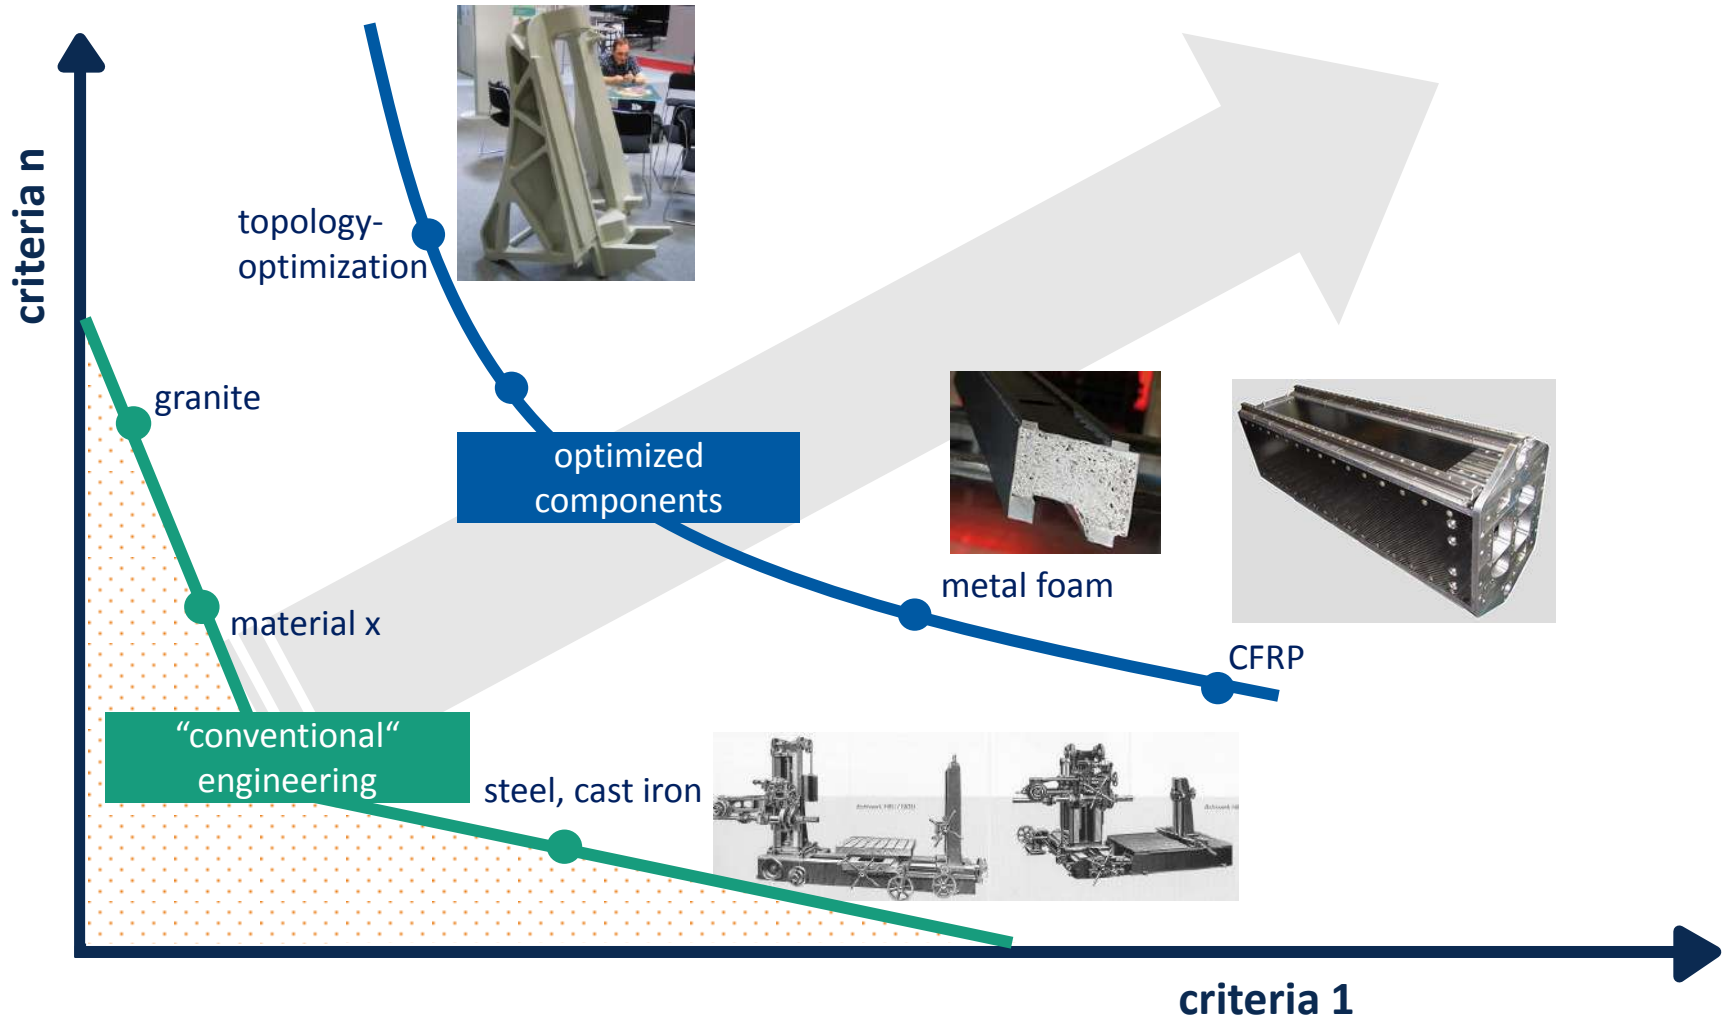 criteria n
topology-
optimization
granite
optimized
components
metal foam
material x
CFRP
“conventional“
engineering
steel, cast iron
criteria 1